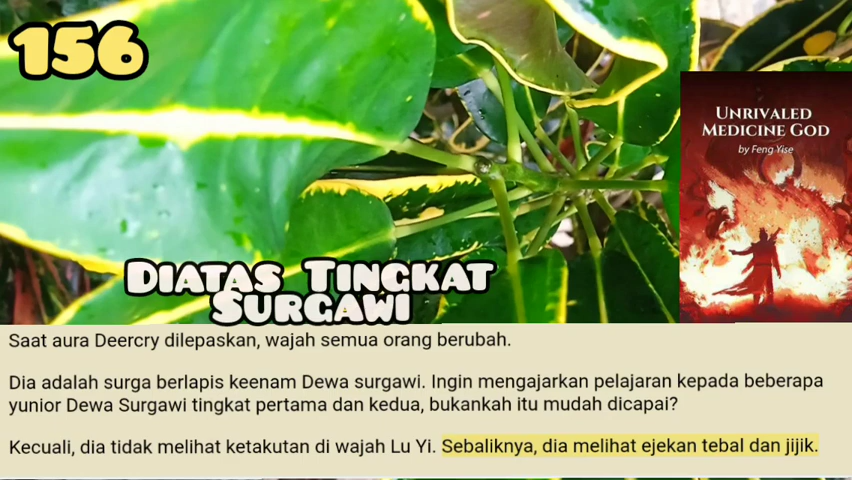 156
UNRIVALED
MEDICINE GOD
by Feng Yise
DIATAS TINGKAT
SURGAWI
Saat aura Deercry dilepaskan, wajah semua orang berubah.
Dia adalah surga berlapis keenam Dewa surgawi. Ingin mengajarkan pelajaran kepada beberapa
yunior Dewa Surgawi tingkat pertama dan kedua, bukankah itu mudah dicapai?
Kecuali, dia tidak melihat ketakutan di wajah Lu Yi. Sebaliknya, dia melihat ejekan tebal dan jijik.